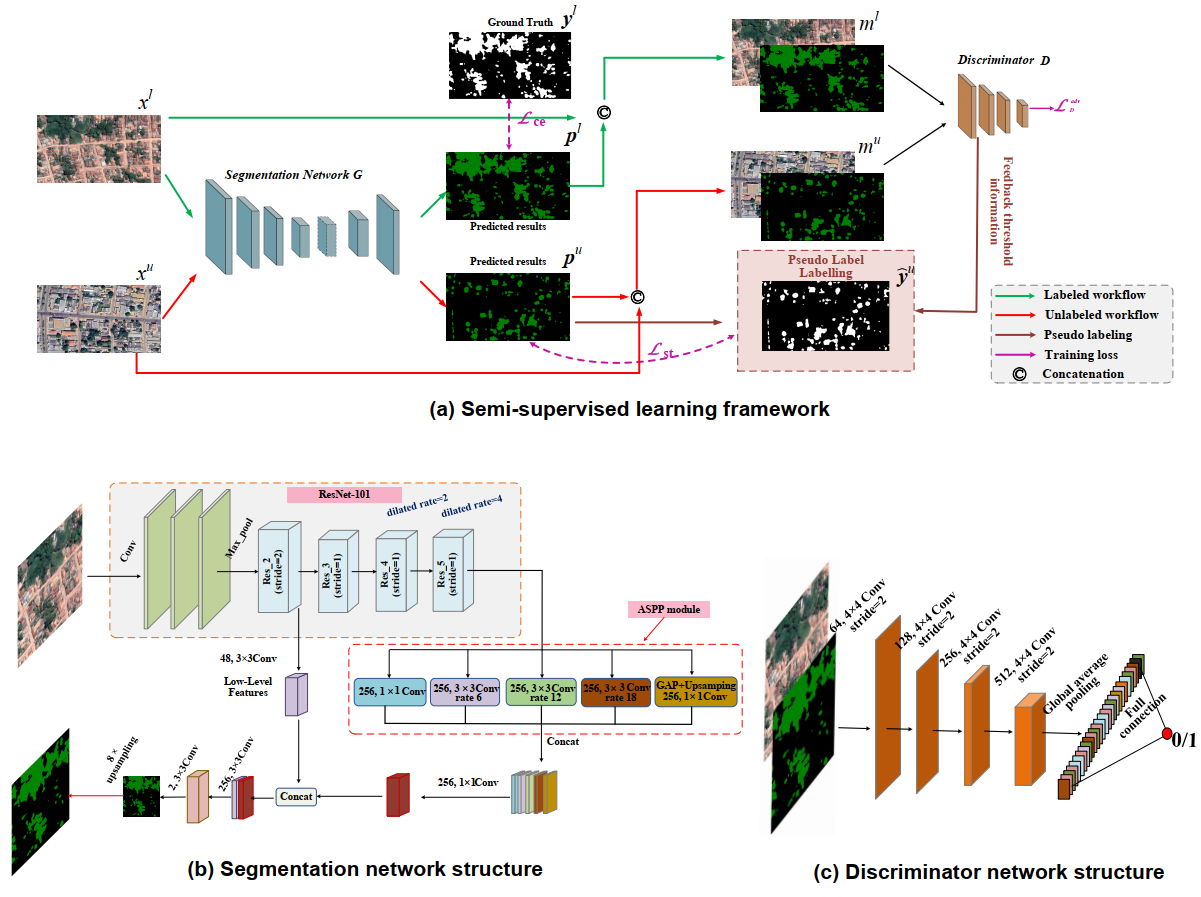 Ground Truth
y^l
m^l
Discriminator D
x^l
ℒ_ce
p^l
ℒ_D^adv
Segmentation Network G
Predicted results
m^u
Feedback threshold
information
x^u
Predicted results
p^u
Pseudo Label
Labelling
ŷ^u
ℒ_st
Labeled workflow
Unlabeled workflow
Pseudo labeling
Training loss
© Concatenation
(a) Semi-supervised learning framework
ResNet-101
dilated rate=2
dilated rate=4
Conv
Max_pool
Res_2
(stride=2)
Res_3
(stride=1)
Res_4
(stride=1)
Res_5
(stride=1)
ASPP module
48, 3×3Conv
Low-Level
Features
256, 1×1 Conv
256, 3×3Conv
rate 6
256, 3×3Conv
rate 12
256, 3×3 Conv
rate 18
GAP+Upsamping
256, 1×1Conv
Concat
256, 1×1Conv
Concat
256, 3×3Conv
2, 3×3Conv
8 ×
upsampling
(b) Segmentation network structure
64, 4×4 Conv
stride=2
128, 4×4 Conv
stride=2
256, 4×4 Conv
stride=2
512, 4×4 Conv
stride=2
Global average
pooling
Full
connection
0/1
(c) Discriminator network structure